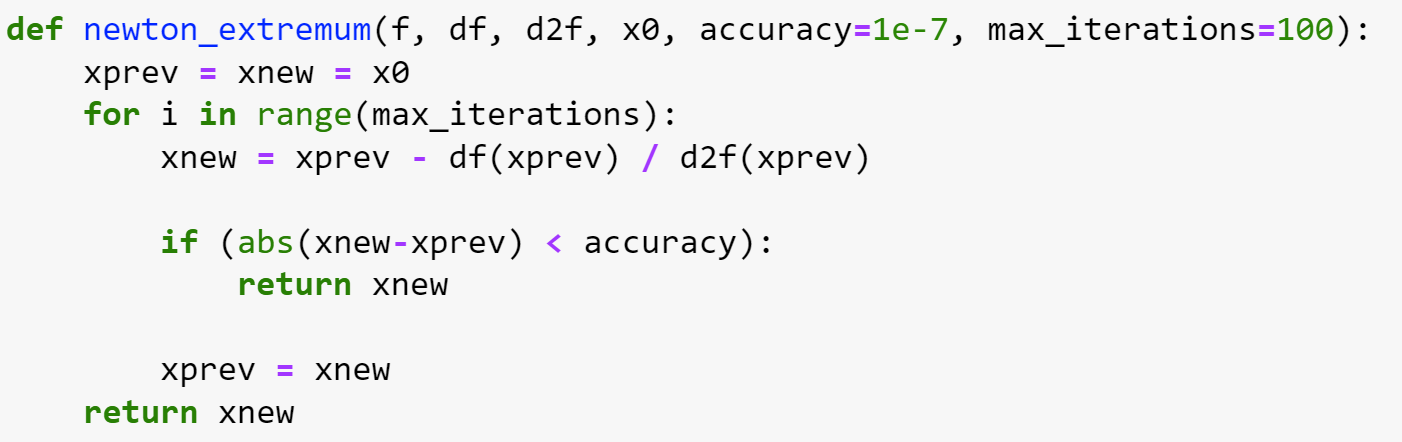 def newton_extremum(f, df, d2f, x0, accuracy=1e-7, max_iterations=100):
    xprev = xnew = x0
    for i in range(max_iterations):
        xnew = xprev - df(xprev) / d2f(xprev)

        if (abs(xnew-xprev) < accuracy):
            return xnew

        xprev = xnew
    return xnew